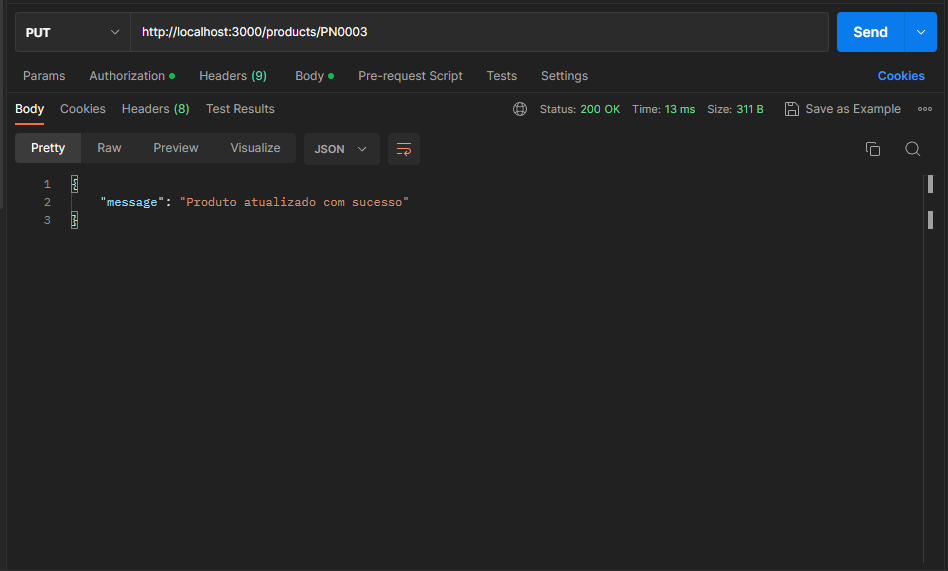 PUT http://localhost:3000/products/PN0003 Send
Params Authorization Headers (9) Body Pre-request Script Tests Settings Cookies
Body Cookies Headers (8) Test Results Status: 200 OK Time: 13 ms Size: 311 B Save as Example
Pretty Raw Preview Visualize JSON
1 {
2 "message": "Produto atualizado com sucesso"
3 }